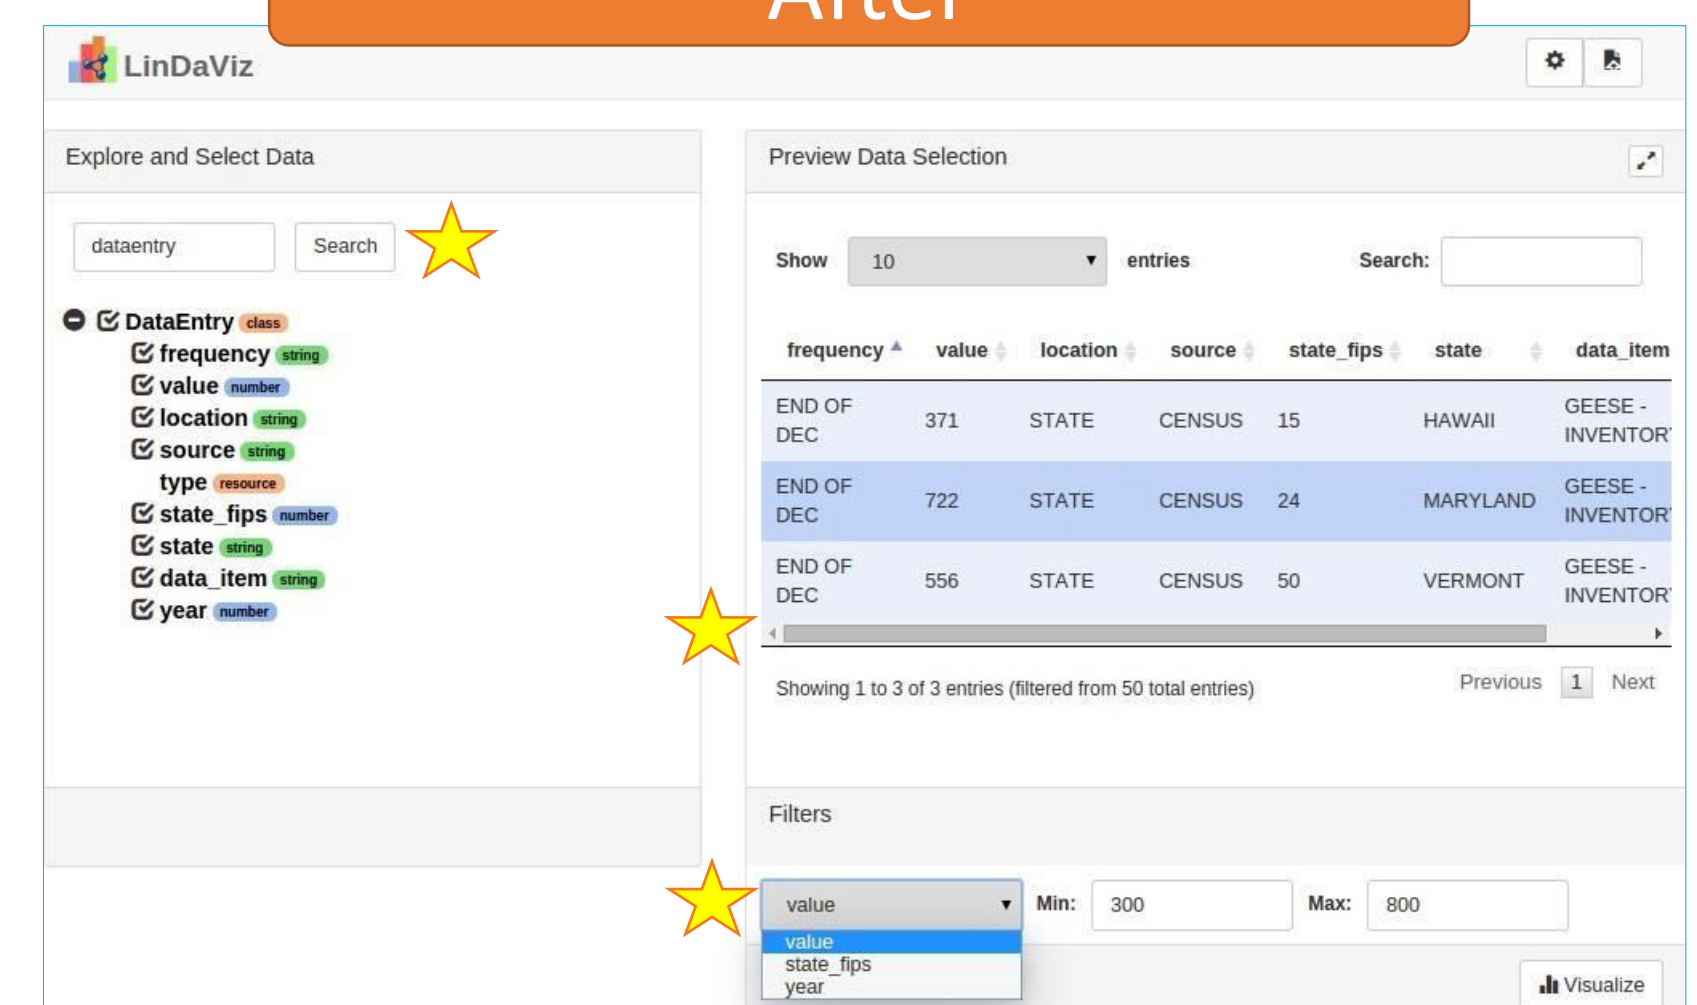 After
LinDaViz
Explore and Select Data
dataentry Search
DataEntry class
frequency string
value number
location string
source string
type resource
state_fips number
state string
data_item string
year number
Preview Data Selection
Show 10 entries Search:
frequency value location source state_fips state data_item
END OF DEC 371 STATE CENSUS 15 HAWAII GEESE - INVENTORY
END OF DEC 722 STATE CENSUS 24 MARYLAND GEESE - INVENTOR
END OF DEC 556 STATE CENSUS 50 VERMONT GEESE - INVENTORY
Showing 1 to 3 of 3 entries (filtered from 50 total entries) Previous 1 Next
Filters
value Min: 300 Max: 800
value
state_fips
year
Visualize